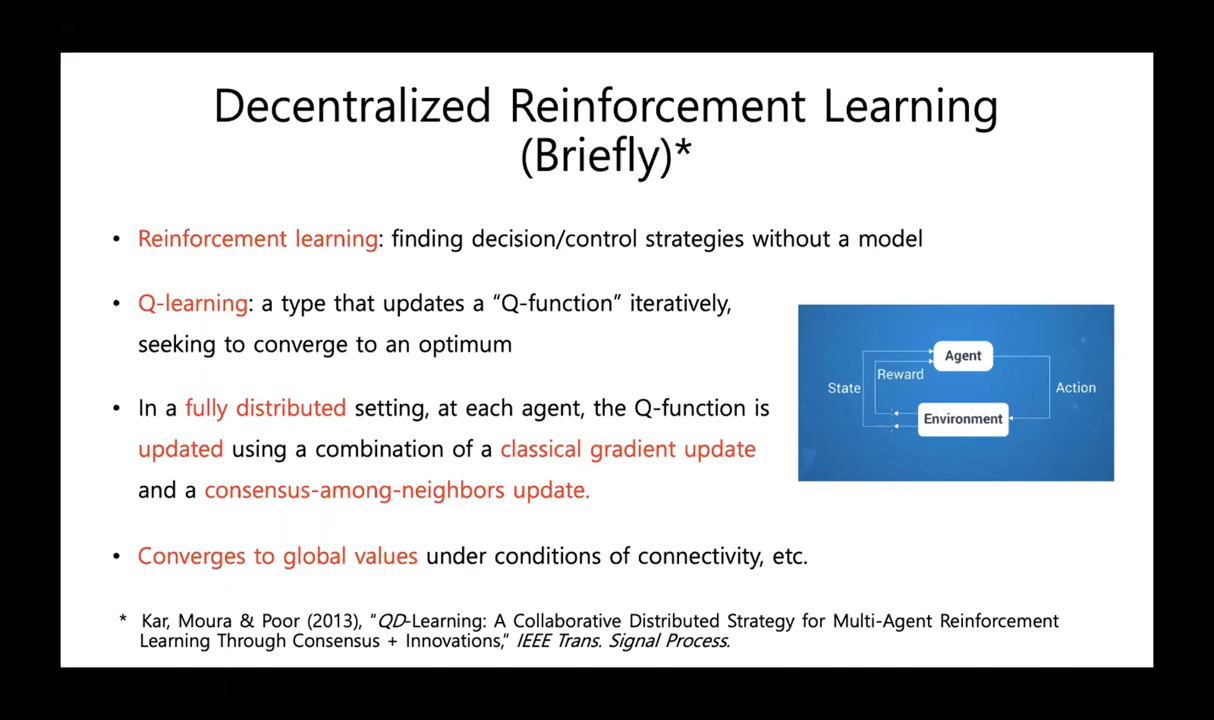 Decentralized Reinforcement Learning
(Briefly)*
• Reinforcement learning: finding decision/control strategies without a model
• Q-learning: a type that updates a “Q-function” iteratively,
seeking to converge to an optimum
• In a fully distributed setting, at each agent, the Q-function is
updated using a combination of a classical gradient update
and a consensus-among-neighbors update.
• Converges to global values under conditions of connectivity, etc.
Agent
Reward
State
Action
Environment
* Kar, Moura & Poor (2013), “QD-Learning: A Collaborative Distributed Strategy for Multi-Agent Reinforcement
Learning Through Consensus + Innovations,” IEEE Trans. Signal Process.